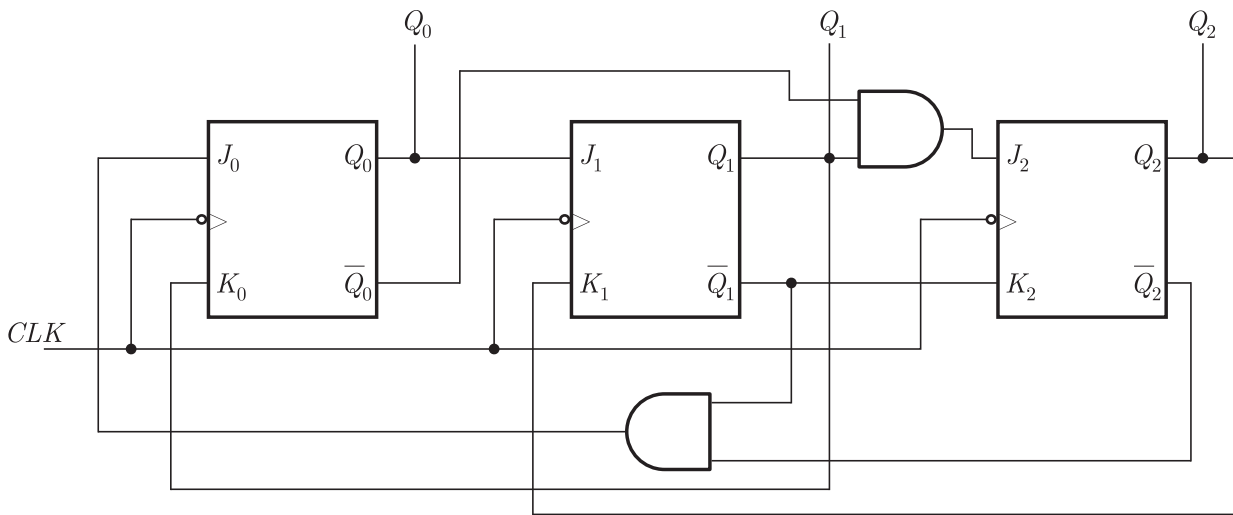 Q₀ Q₁ Q₂
J₀ Q₀ J₁ Q₁ J₂ Q₂
K₀ Q̅₀ K₁ Q̅₁ K₂ Q̅₂
CLK